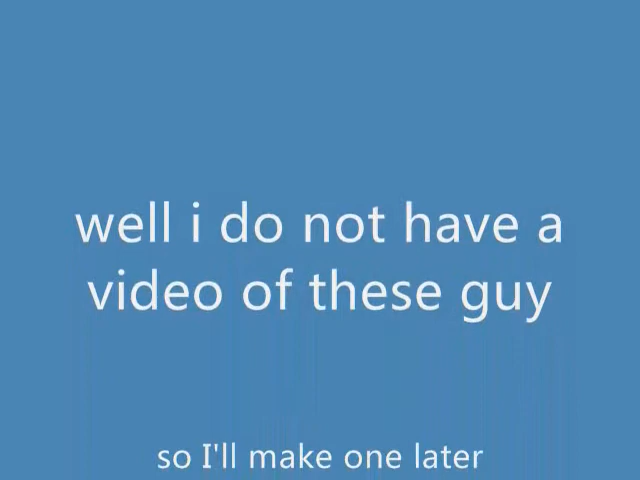 well i do not have a
video of these guy
so I'll make one later